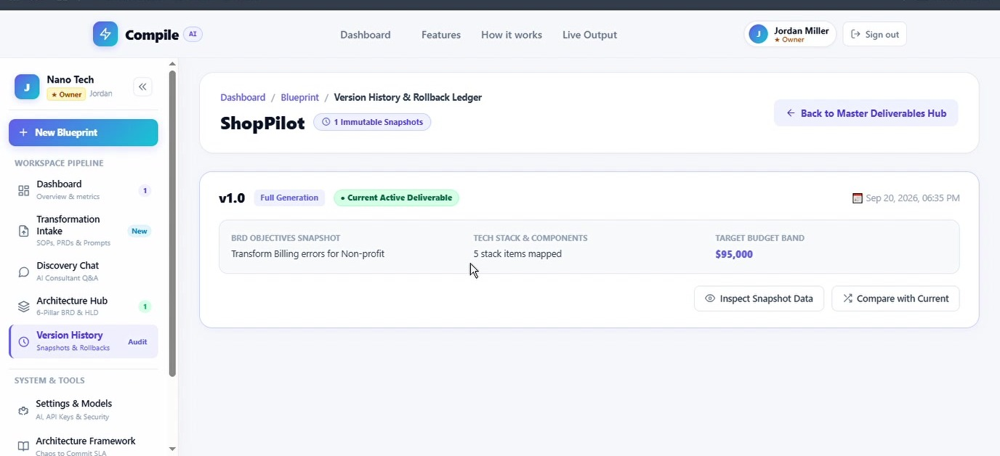 Compile AI
Dashboard Features How it works Live Output
J Jordan Miller
★ Owner
Sign out
J Nano Tech
★ Owner Jordan
+ New Blueprint
WORKSPACE PIPELINE
Dashboard
Overview & metrics
1
Transformation
Intake
SOPs, PRDs & Prompts
New
Discovery Chat
AI Consultant Q&A
Architecture Hub
6-Pillar BRD & HLD
1
Version History
Snapshots & Rollbacks
Audit
SYSTEM & TOOLS
Settings & Models
AI, API Keys & Security
Architecture Framework
Chaos to Commit SLA
Dashboard / Blueprint / Version History & Rollback Ledger
ShopPilot 1 Immutable Snapshots
← Back to Master Deliverables Hub
v1.0 Full Generation • Current Active Deliverable
Sep 20, 2026, 06:35 PM
BRD OBJECTIVES SNAPSHOT
Transform Billing errors for Non-profit
TECH STACK & COMPONENTS
5 stack items mapped
TARGET BUDGET BAND
$95,000
Inspect Snapshot Data
Compare with Current